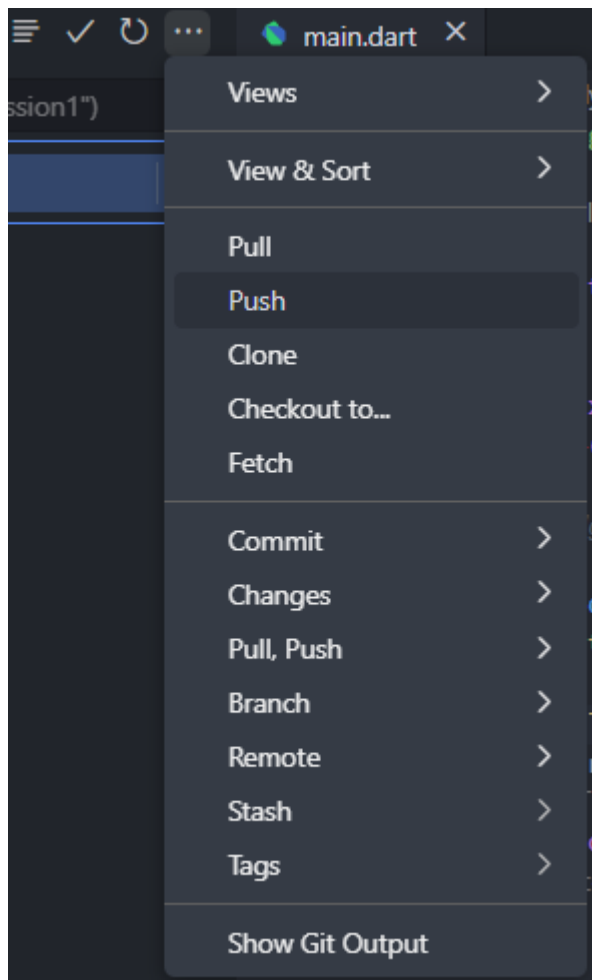 main.dart
ssion1")
Views
View & Sort
Pull
Push
Clone
Checkout to...
Fetch
Commit
Changes
Pull, Push
Branch
Remote
Stash
Tags
Show Git Output